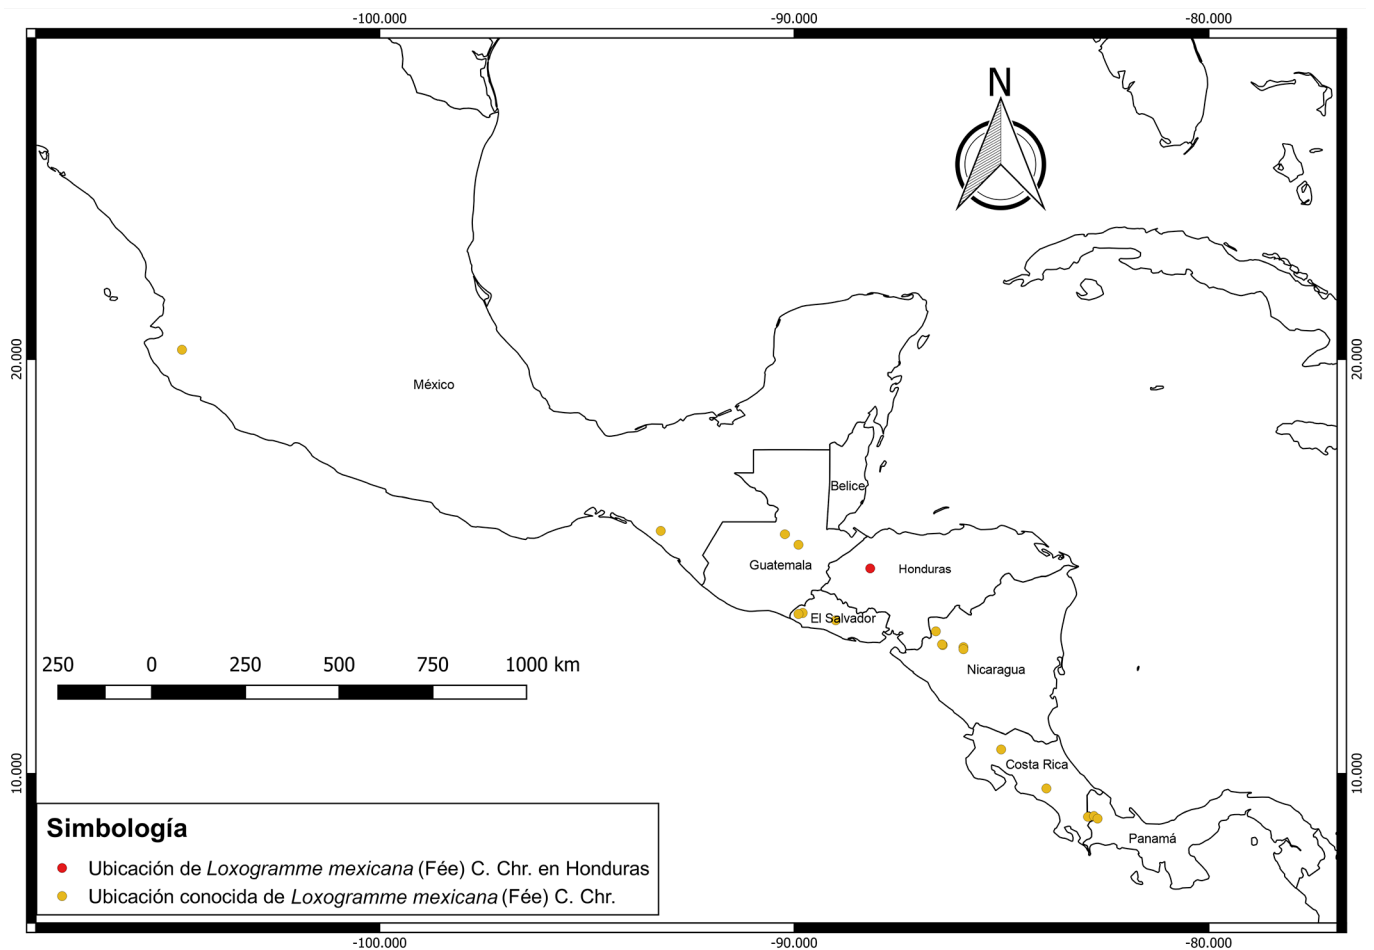 -100.000 -90.000 -80.000
N
20.000 20.000
México
Belice
Guatemala Honduras
El Salvador
250 0 250 500 750 1000 km
Nicaragua
10.000 10.000
Costa Rica
Panamá
Simbología
Ubicación de Loxogramme mexicana (Fée) C. Chr. en Honduras
Ubicación conocida de Loxogramme mexicana (Fée) C. Chr.
-100.000 -90.000 -80.000